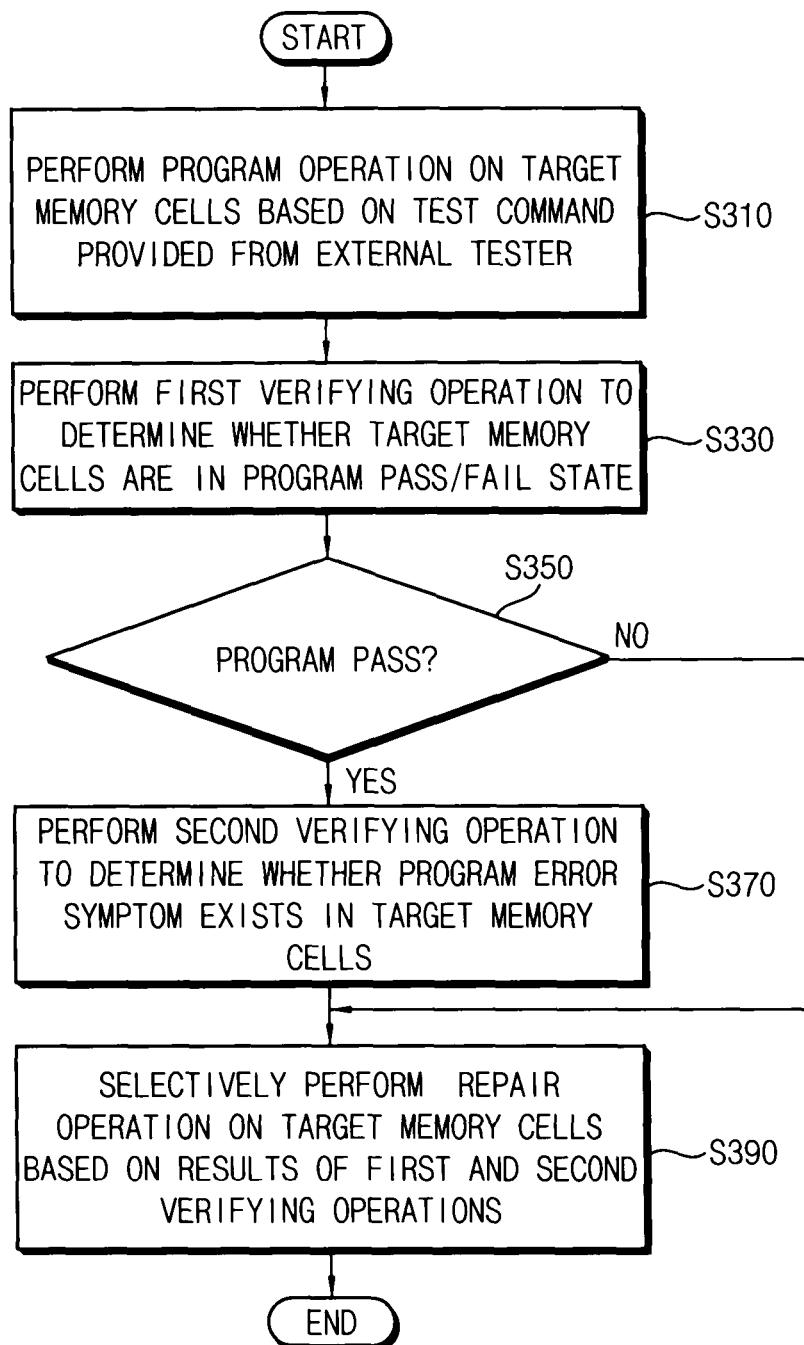 START
PERFORM PROGRAM OPERATION ON TARGET
MEMORY CELLS BASED ON TEST COMMAND
PROVIDED FROM EXTERNAL TESTER
S310
PERFORM FIRST VERIFYING OPERATION TO
DETERMINE WHETHER TARGET MEMORY
CELLS ARE IN PROGRAM PASS/FAIL STATE
S330
S350
PROGRAM PASS?
NO
YES
PERFORM SECOND VERIFYING OPERATION
TO DETERMINE WHETHER PROGRAM ERROR
SYMPTOM EXISTS IN TARGET MEMORY
CELLS
S370
SELECTIVELY PERFORM REPAIR
OPERATION ON TARGET MEMORY CELLS
BASED ON RESULTS OF FIRST AND SECOND
VERIFYING OPERATIONS
S390
END